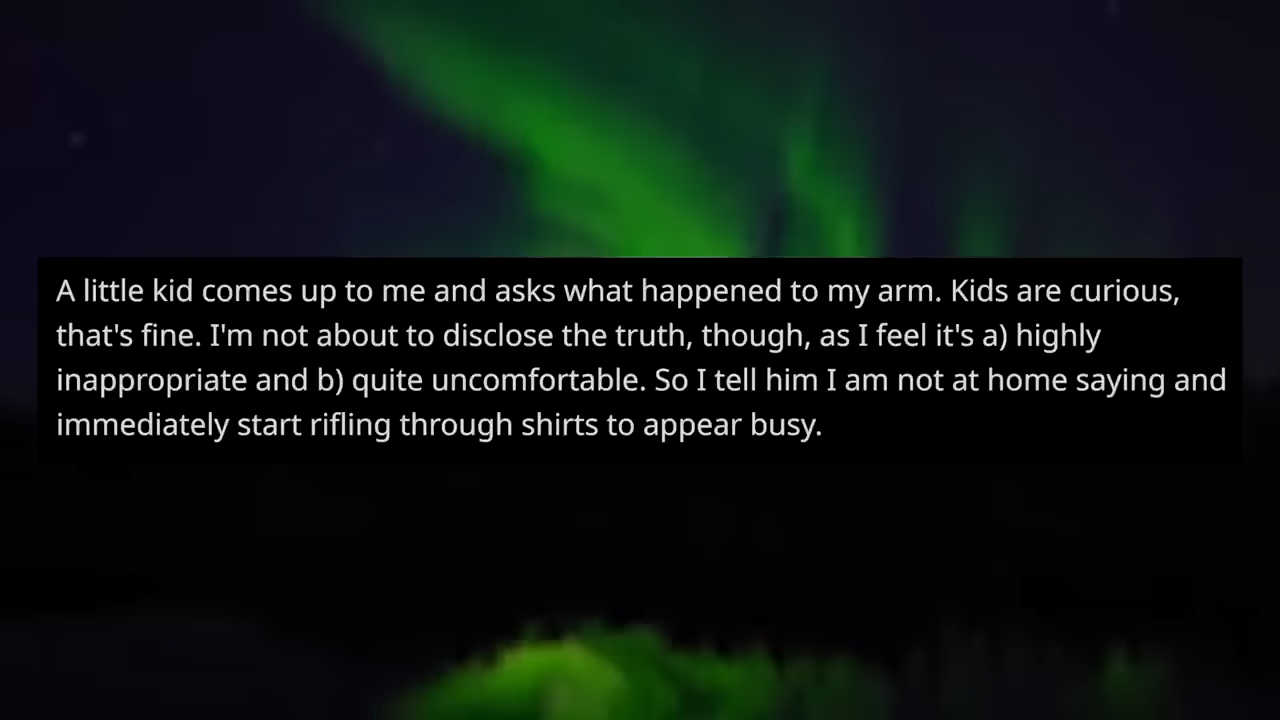 A little kid comes up to me and asks what happened to my arm. Kids are curious,
that's fine. I'm not about to disclose the truth, though, as I feel it's a) highly
inappropriate and b) quite uncomfortable. So I tell him I am not at home saying and
immediately start rifling through shirts to appear busy.